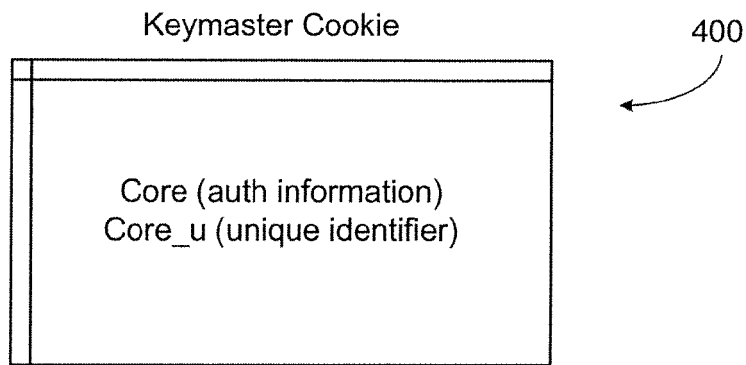 Keymaster Cookie
400
Core (auth information)
Core_u (unique identifier)